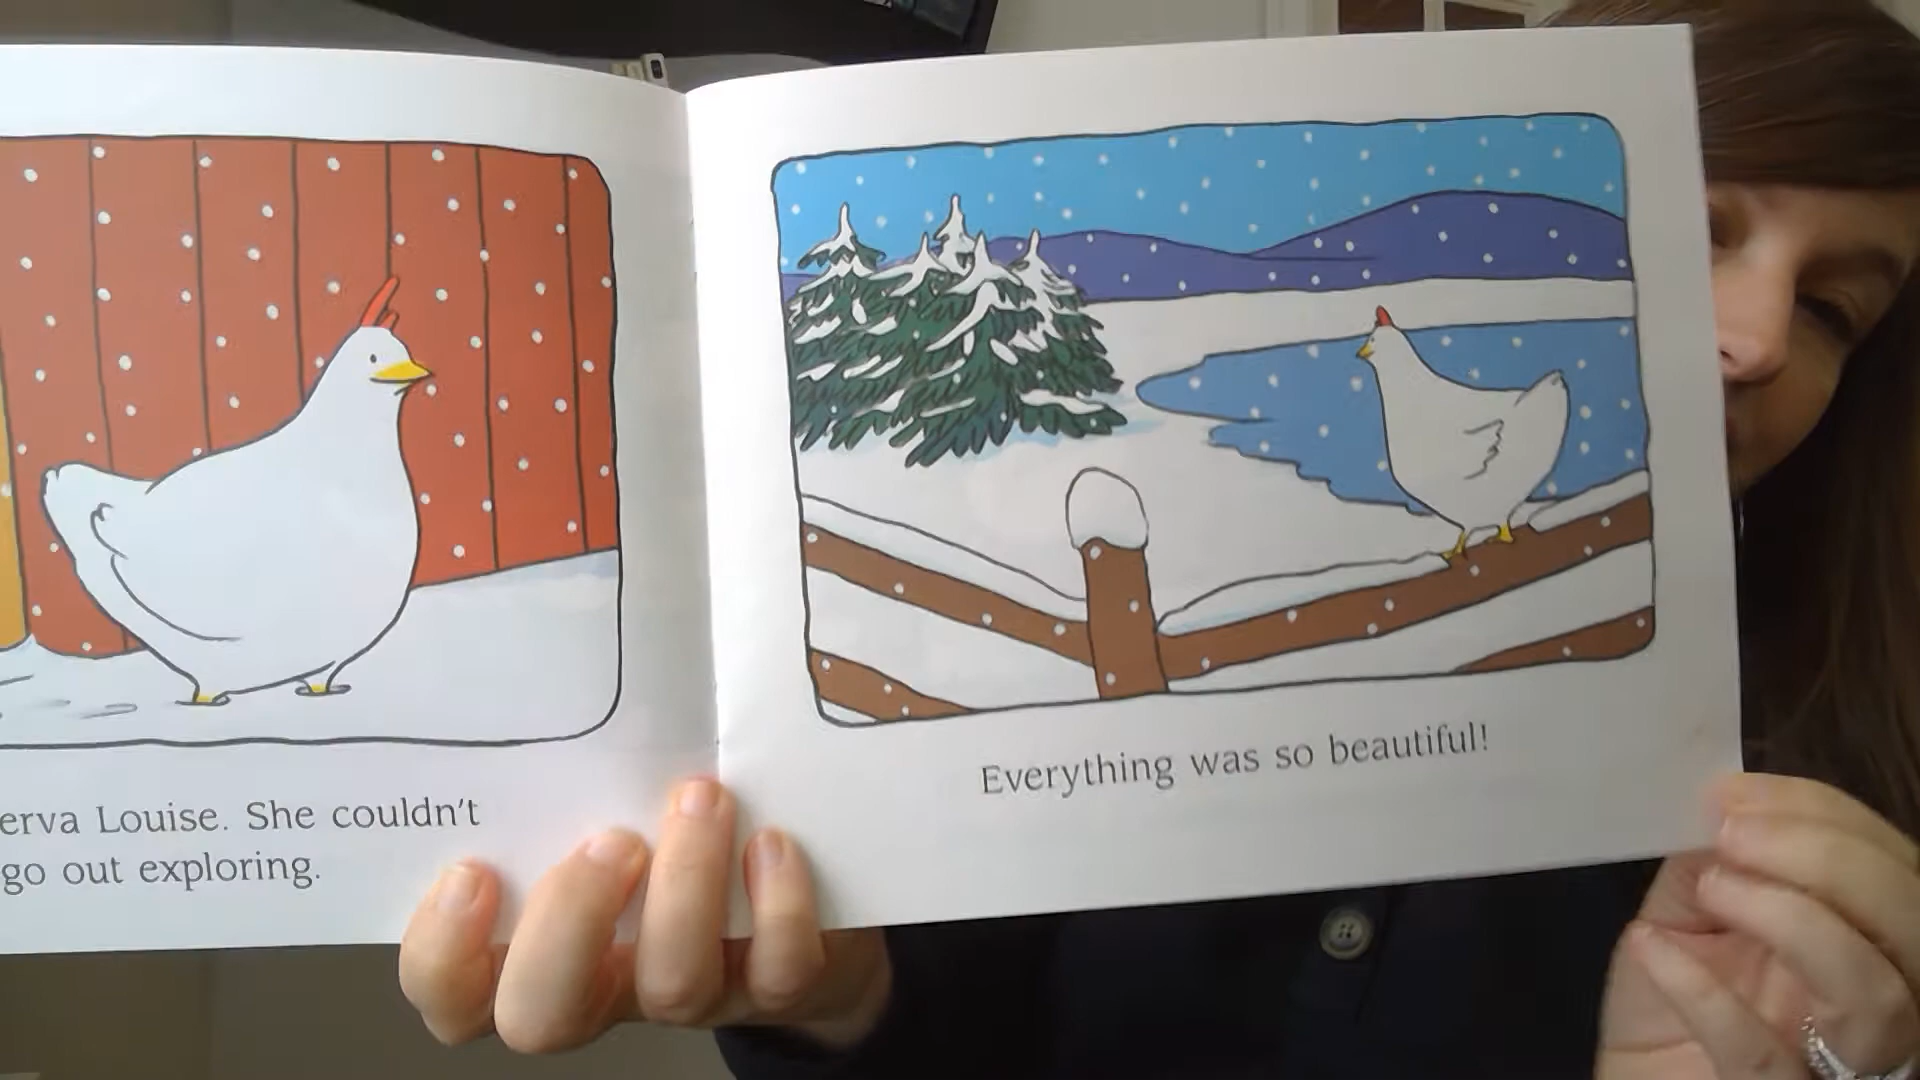 erva Louise. She couldn't
go out exploring.
Everything was so beautiful!